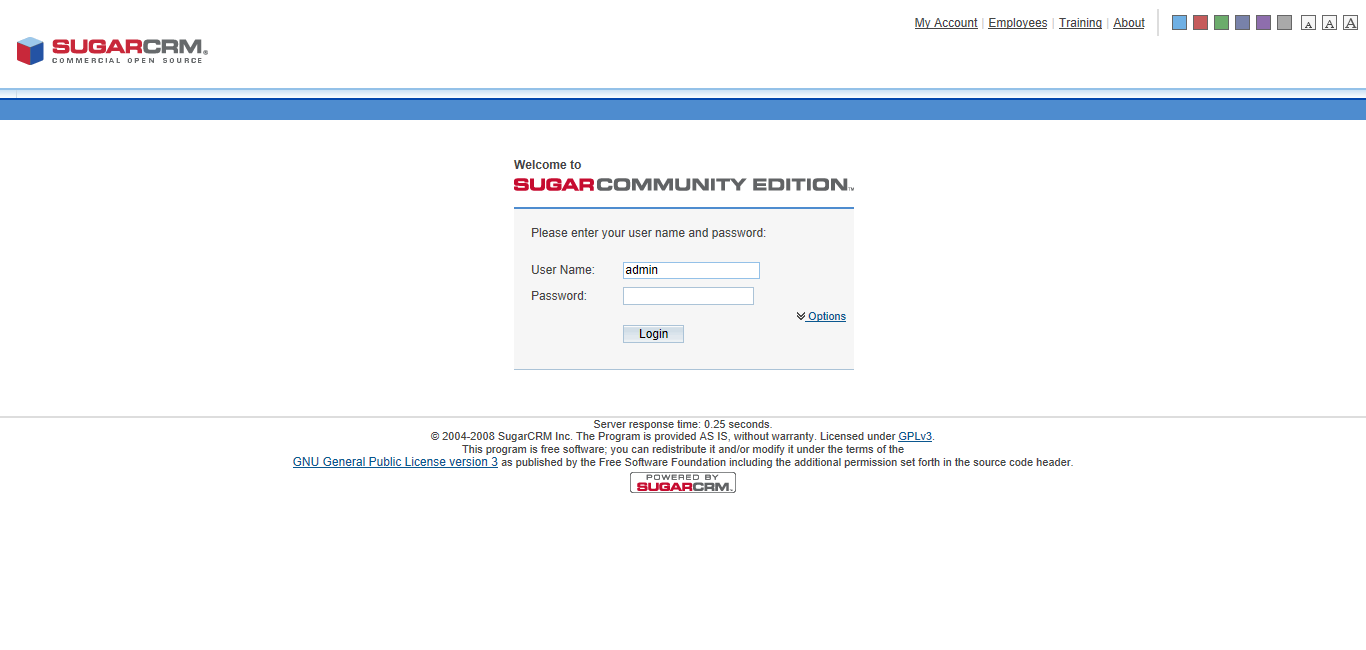 My Account | Employees | Training | About
A A A
SUGARCRM®
COMMERCIAL OPEN SOURCE
Welcome to
SUGARCOMMUNITY EDITION™
Please enter your user name and password:
User Name: admin
Password:
Options
Login
Server response time: 0.25 seconds.
© 2004-2008 SugarCRM Inc. The Program is provided AS IS, without warranty. Licensed under GPLv3.
This program is free software; you can redistribute it and/or modify it under the terms of the
GNU General Public License version 3 as published by the Free Software Foundation including the additional permission set forth in the source code header.
POWERED BY
SUGARCRM